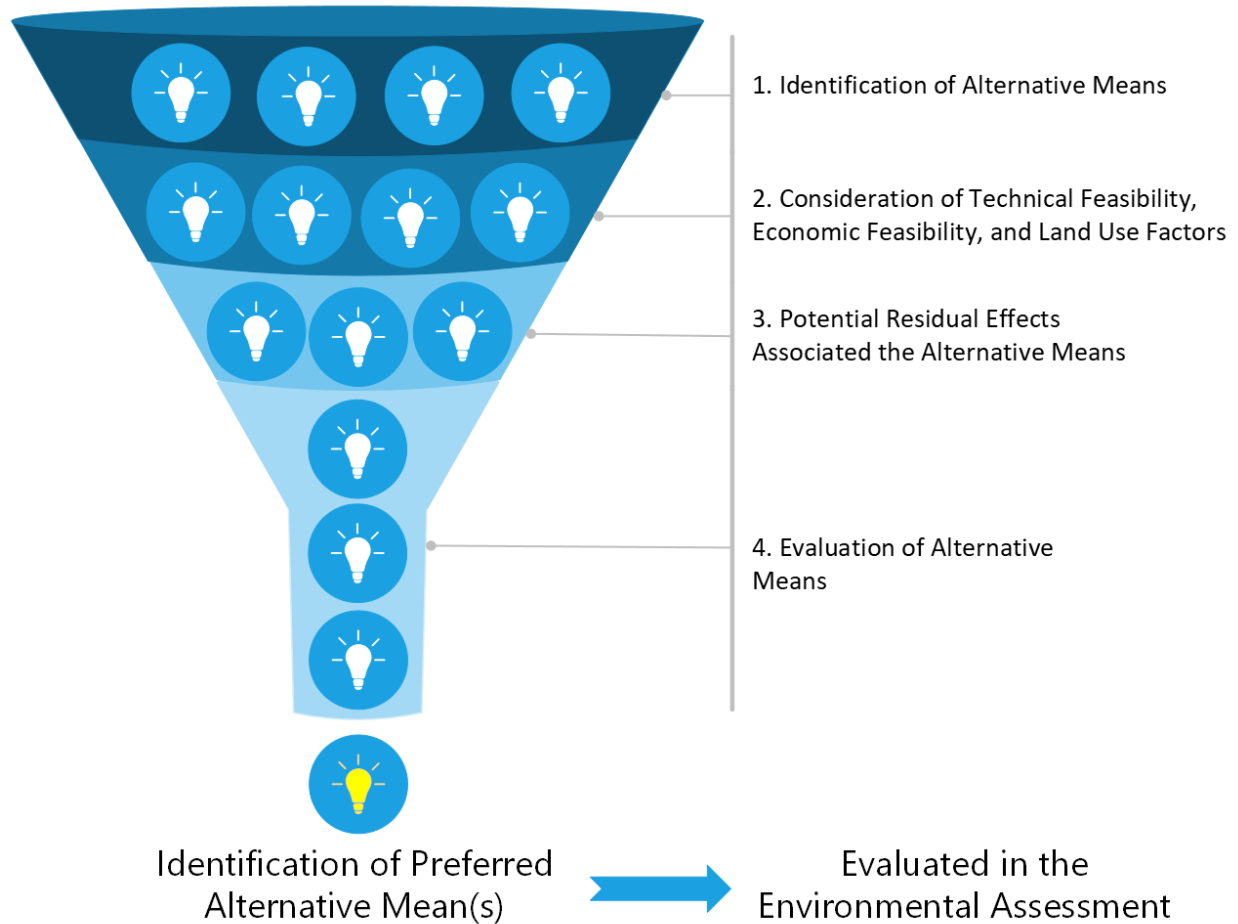 1. Identification of Alternative Means
2. Consideration of Technical Feasibility,
Economic Feasibility, and Land Use Factors
3. Potential Residual Effects
Associated the Alternative Means
4. Evaluation of Alternative
Means
Identification of Preferred
Alternative Mean(s)
Evaluated in the
Environmental Assessment